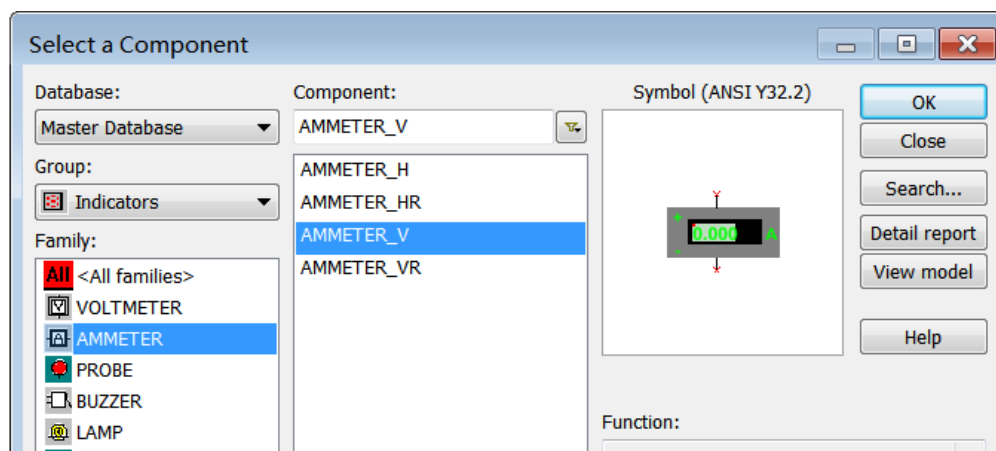 Select a Component
Database:
Master Database
Group:
Indicators
Family:
All <All families>
VOLTMETER
A AMMETER
PROBE
BUZZER
LAMP
Component:
AMMETER_V
AMMETER_H
AMMETER_HR
AMMETER_V
AMMETER_VR
Symbol (ANSI Y32.2)
+
0.000 A
-
Function:
OK
Close
Search...
Detail report
View model
Help